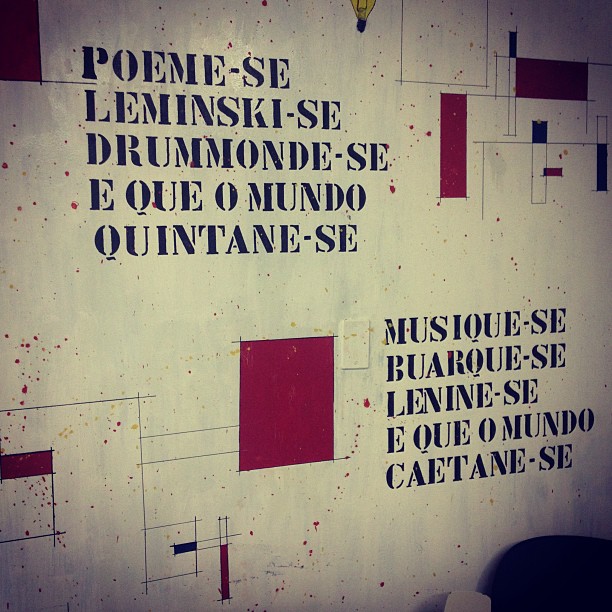 POEME-SE
LEMINSKI-SE
DRUMMONDE-SE
E QUE O MUNDO
QUINTANE-SE
MUSIQUE-SE
BUARQUE-SE
LENINE-SE
E QUE O MUNDO
CAETANE-SE